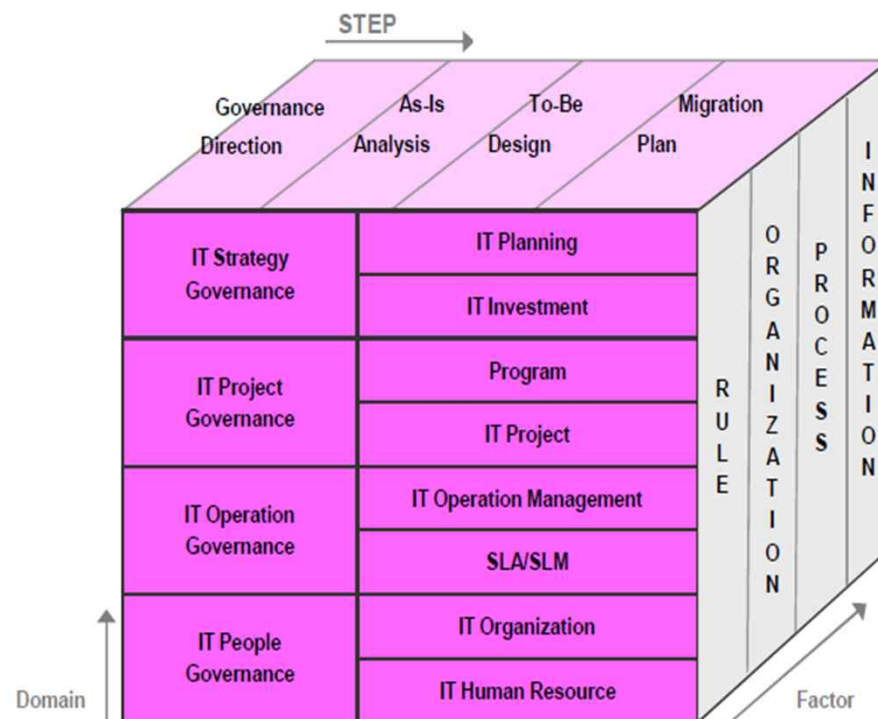 STEP
Governance
Direction
As-Is
Analysis
To-Be
Design
Migration
Plan
IT Strategy
Governance
IT Planning
IT Investment
IT Project
Governance
Program
IT Project
IT Operation
Governance
IT Operation Management
SLA/SLM
IT People
Governance
IT Organization
IT Human Resource
RULE
ORGANIZATION
PROCESS
INFORMATION
Domain
Factor